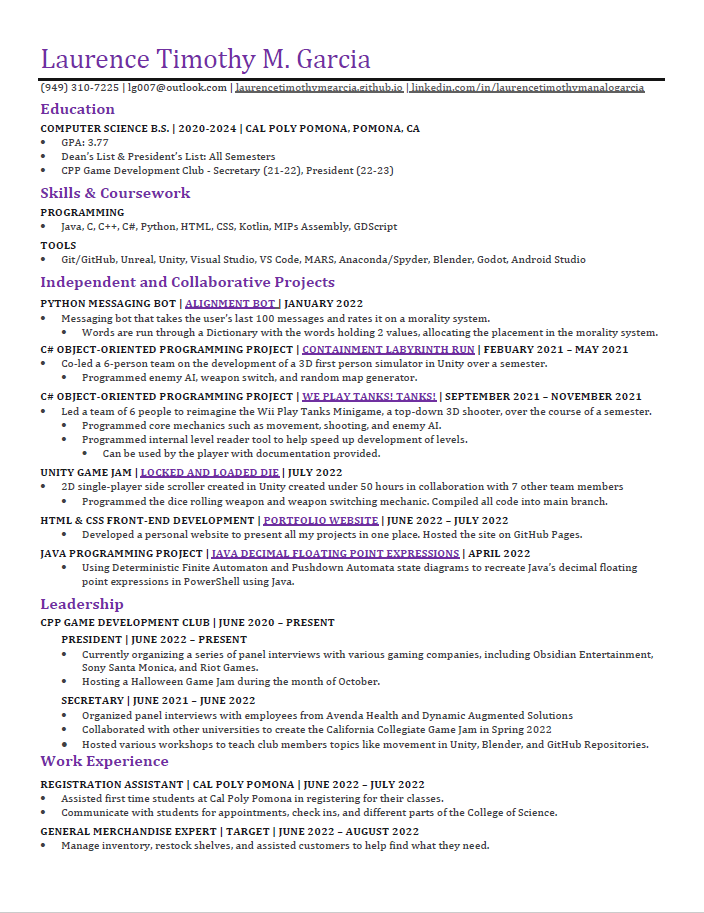 Laurence Timothy M. Garcia
(949) 310-7225 | lg007@outlook.com | laurencetimothymgarcia.github.io | linkedin.com/in/laurencetimothymanalogarcia
Education
COMPUTER SCIENCE B.S. | 2020-2024 | CAL POLY POMONA, POMONA, CA
• GPA: 3.77
• Dean's List & President's List: All Semesters
• CPP Game Development Club - Secretary (21-22), President (22-23)
Skills & Coursework
PROGRAMMING
• Java, C, C++, C#, Python, HTML, CSS, Kotlin, MIPs Assembly, GDScript
TOOLS
• Git/GitHub, Unreal, Unity, Visual Studio, VS Code, MARS, Anaconda/Spyder, Blender, Godot, Android Studio
Independent and Collaborative Projects
PYTHON MESSAGING BOT | ALIGNMENT BOT | JANUARY 2022
• Messaging bot that takes the user's last 100 messages and rates it on a morality system.
• Words are run through a Dictionary with the words holding 2 values, allocating the placement in the morality system.
C# OBJECT-ORIENTED PROGRAMMING PROJECT | CONTAINMENT LABYRINTH RUN | FEBUARY 2021 – MAY 2021
• Co-led a 6-person team on the development of a 3D first person simulator in Unity over a semester.
• Programmed enemy AI, weapon switch, and random map generator.
C# OBJECT-ORIENTED PROGRAMMING PROJECT | WE PLAY TANKS! TANKS! | SEPTEMBER 2021 – NOVEMBER 2021
• Led a team of 6 people to reimagine the Wii Play Tanks Minigame, a top-down 3D shooter, over the course of a semester.
• Programmed core mechanics such as movement, shooting, and enemy AI.
• Programmed internal level reader tool to help speed up development of levels.
• Can be used by the player with documentation provided.
UNITY GAME JAM | LOCKED AND LOADED DIE | JULY 2022
• 2D single-player side scroller created in Unity created under 50 hours in collaboration with 7 other team members
• Programmed the dice rolling weapon and weapon switching mechanic. Compiled all code into main branch.
HTML & CSS FRONT-END DEVELOPMENT | PORTFOLIO WEBSITE | JUNE 2022 – JULY 2022
• Developed a personal website to present all my projects in one place. Hosted the site on GitHub Pages.
JAVA PROGRAMMING PROJECT | JAVA DECIMAL FLOATING POINT EXPRESSIONS | APRIL 2022
• Using Deterministic Finite Automaton and Pushdown Automata state diagrams to recreate Java's decimal floating
point expressions in PowerShell using Java.
Leadership
CPP GAME DEVELOPMENT CLUB | JUNE 2020 – PRESENT
PRESIDENT | JUNE 2022 – PRESENT
• Currently organizing a series of panel interviews with various gaming companies, including Obsidian Entertainment,
Sony Santa Monica, and Riot Games.
• Hosting a Halloween Game Jam during the month of October.
SECRETARY | JUNE 2021 – JUNE 2022
• Organized panel interviews with employees from Avenda Health and Dynamic Augmented Solutions
• Collaborated with other universities to create the California Collegiate Game Jam in Spring 2022
• Hosted various workshops to teach club members topics like movement in Unity, Blender, and GitHub Repositories.
Work Experience
REGISTRATION ASSISTANT | CAL POLY POMONA | JUNE 2022 – JULY 2022
• Assisted first time students at Cal Poly Pomona in registering for their classes.
• Communicate with students for appointments, check ins, and different parts of the College of Science.
GENERAL MERCHANDISE EXPERT | TARGET | JUNE 2022 – AUGUST 2022
• Manage inventory, restock shelves, and assisted customers to help find what they need.